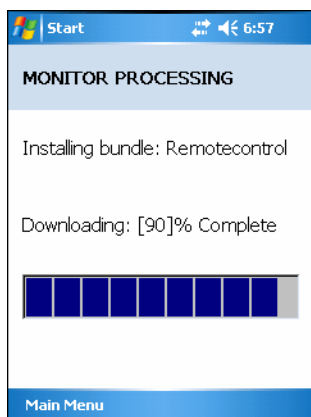 Start 6:57
MONITOR PROCESSING
Installing bundle: Remotecontrol
Downloading: [90]% Complete
Main Menu